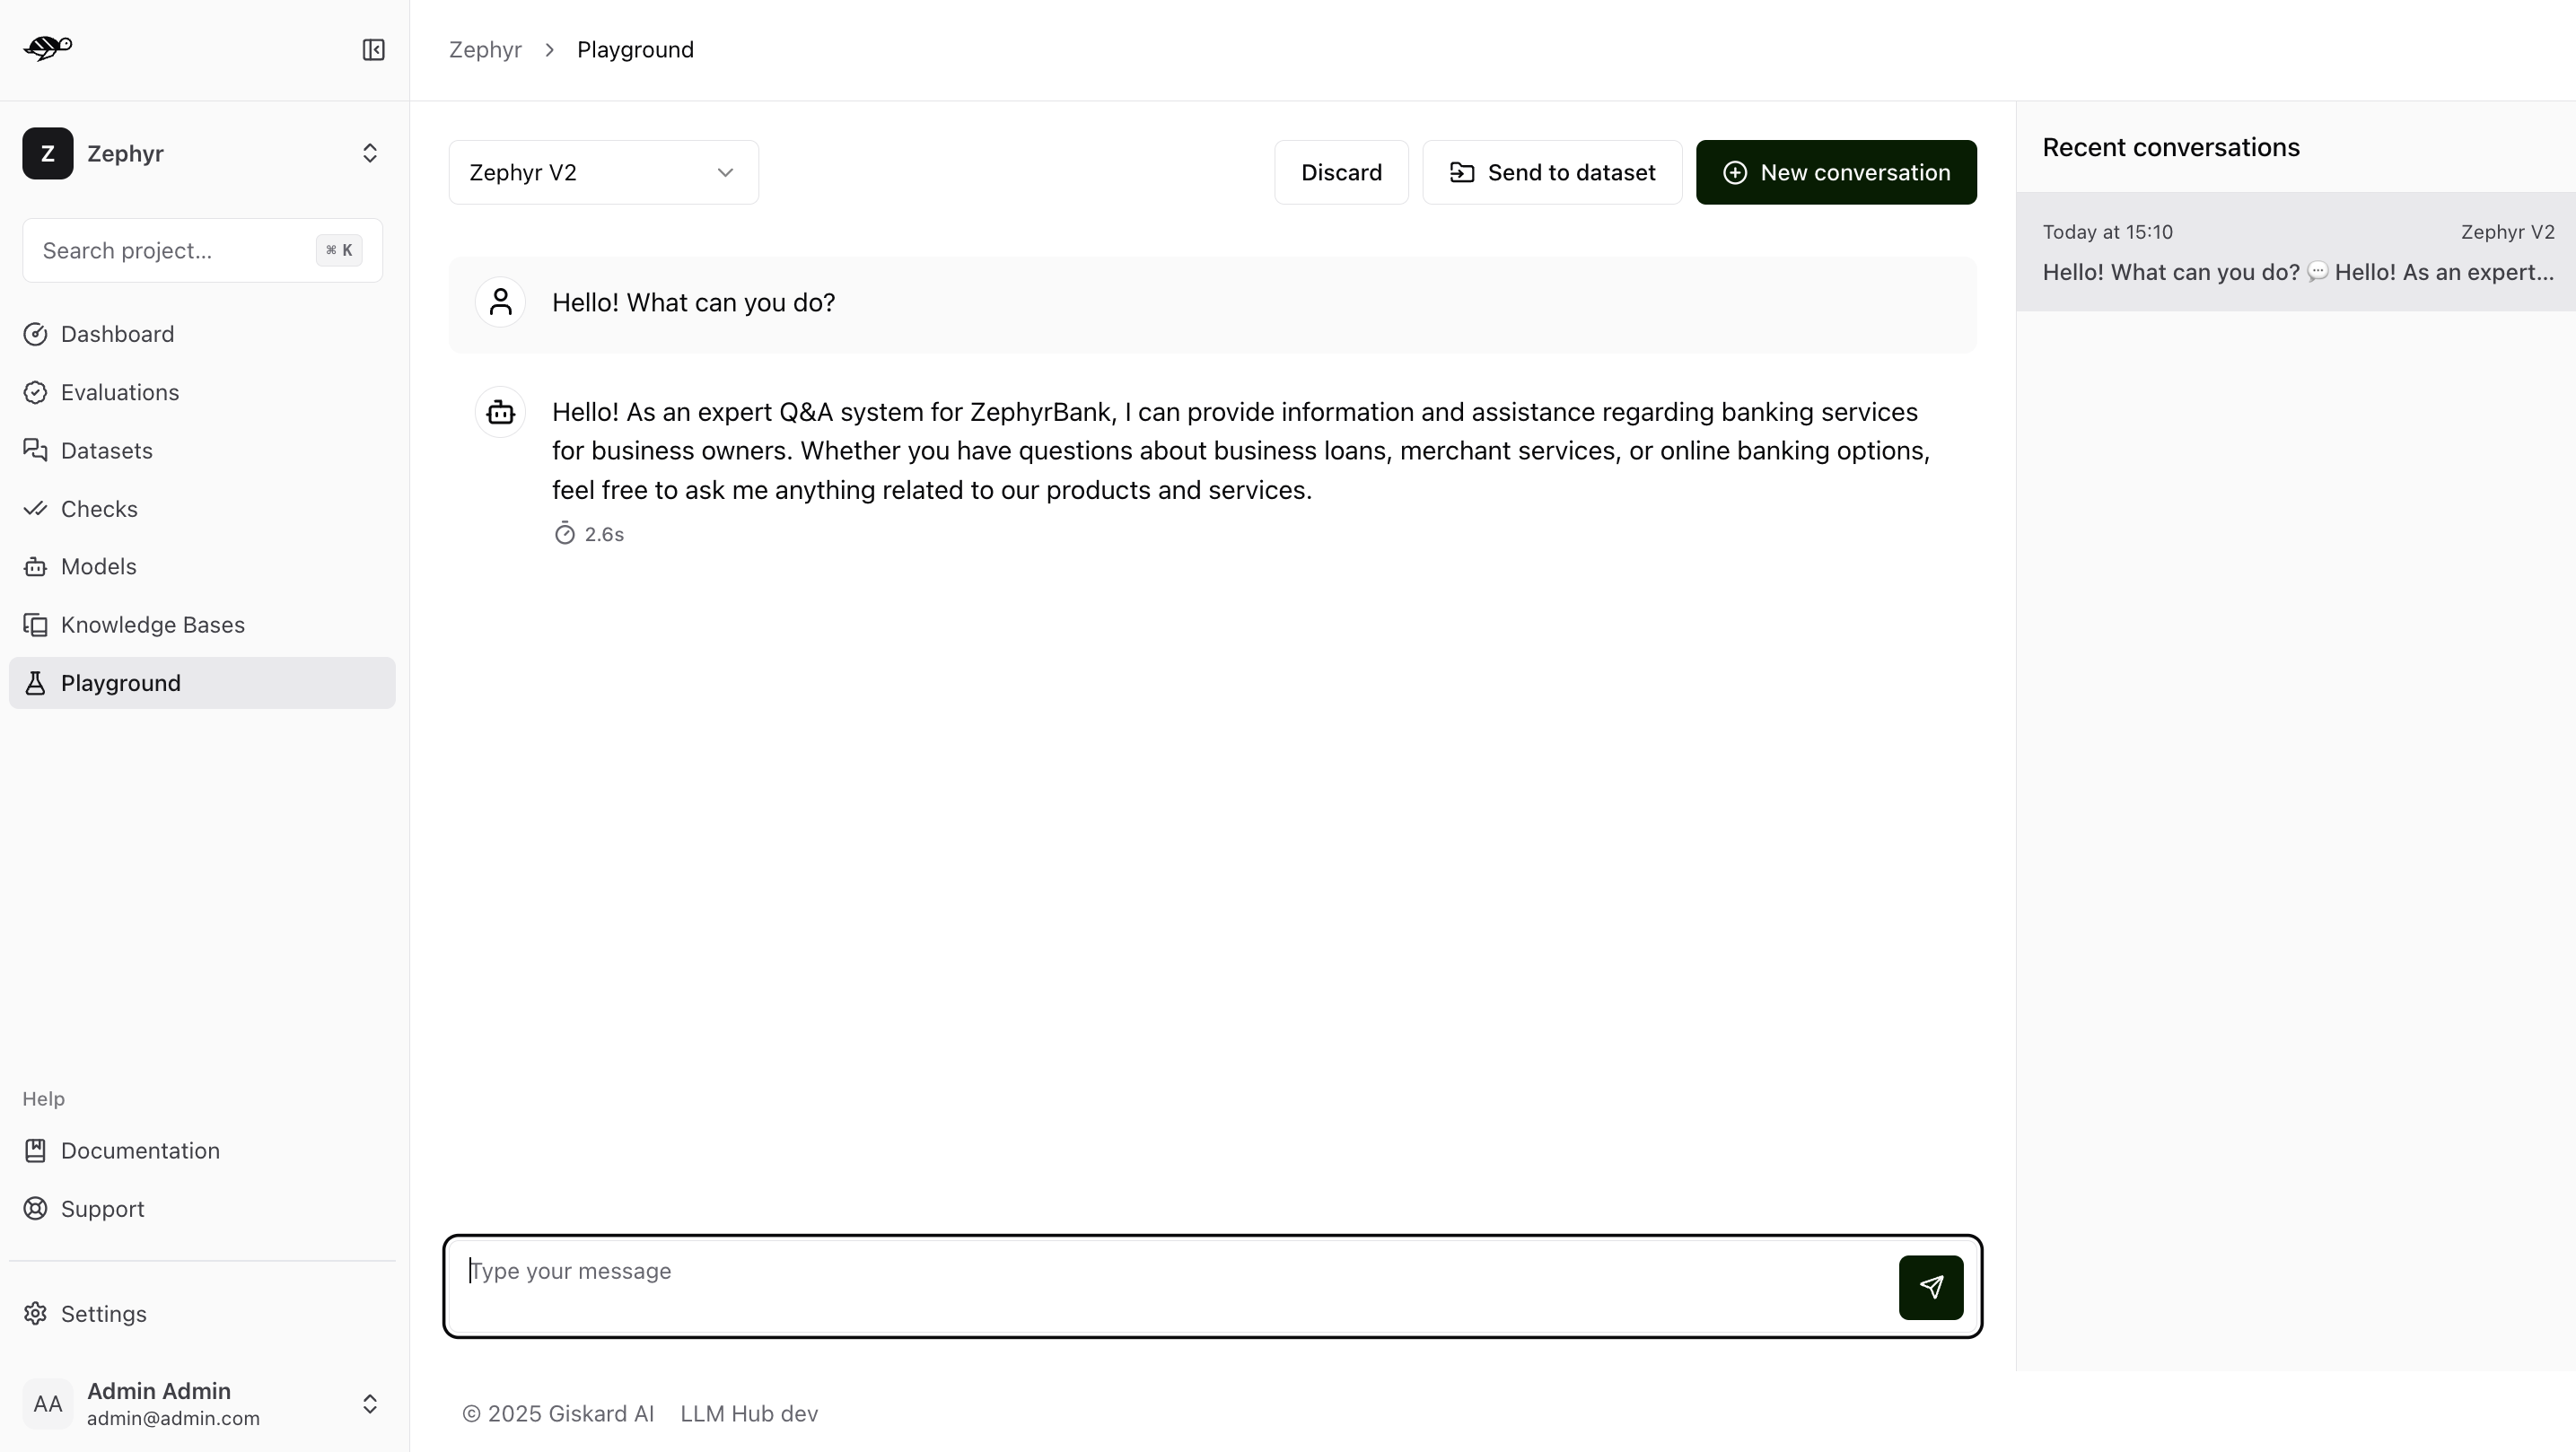 Zephyr > Playground
Z Zephyr
Search project... ⌘ K
Dashboard
Evaluations
Datasets
Checks
Models
Knowledge Bases
Playground
Help
Documentation
Support
Settings
AA
Admin Admin
admin@admin.com
Zephyr V2
Discard
Send to dataset
New conversation
Hello! What can you do?
Hello! As an expert Q&A system for ZephyrBank, I can provide information and assistance regarding banking services
for business owners. Whether you have questions about business loans, merchant services, or online banking options,
feel free to ask me anything related to our products and services.
2.6s
Type your message
© 2025 Giskard AI LLM Hub dev
Recent conversations
Today at 15:10 Zephyr V2
Hello! What can you do? 💬 Hello! As an expert...